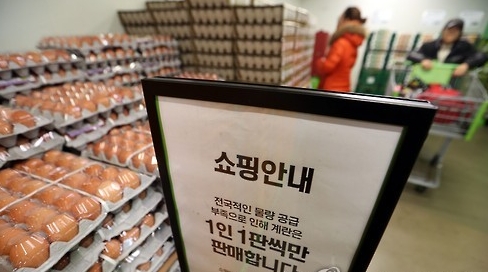 쇼핑안내
전국적인 물량 공급
부족으로 인해 계란은
1인 1판씩만
판매합니다